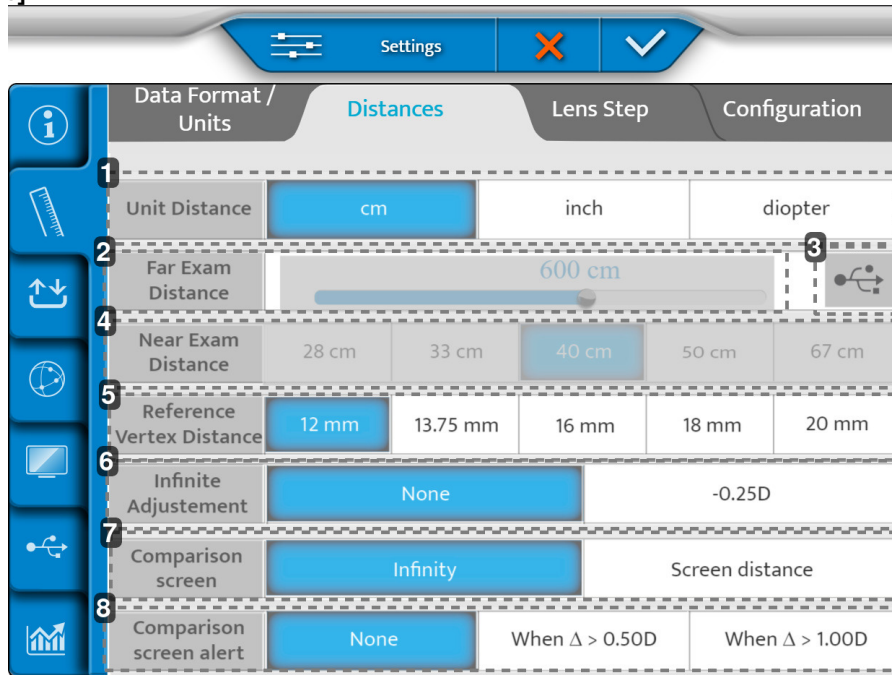 Settings
Data Format /
Units
Distances
Lens Step
Configuration
1
Unit Distance
cm
inch
diopter
2
Far Exam
Distance
600 cm
3
4
Near Exam
Distance
28 cm
33 cm
40 cm
50 cm
67 cm
5
Reference
Vertex Distance
12 mm
13.75 mm
16 mm
18 mm
20 mm
6
Infinite
Adjustement
None
-0.25D
7
Comparison
screen
Infinity
Screen distance
8
Comparison
screen alert
None
When Δ > 0.50D
When Δ > 1.00D